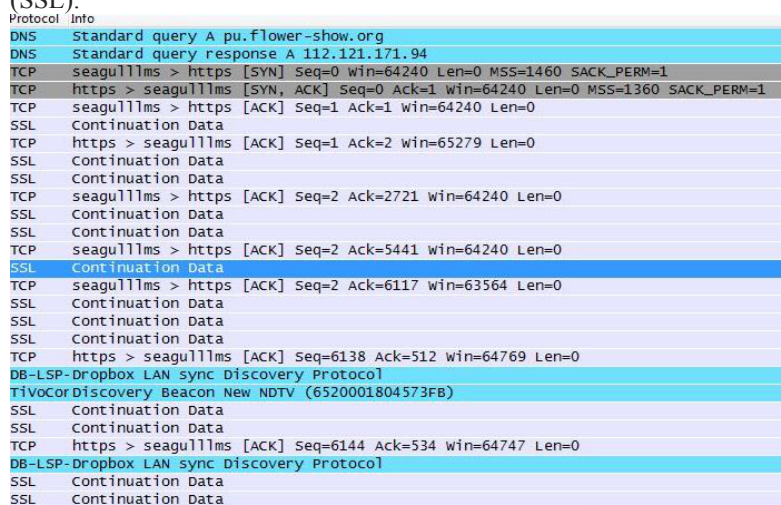 (SSL).
Protocol Info
DNS Standard query A pu.flower-show.org
DNS Standard query response A 112.121.171.94
TCP seagulllms > https [SYN] Seq=0 Win=64240 Len=0 MSS=1460 SACK_PERM=1
TCP https > seagulllms [SYN, ACK] Seq=0 Ack=1 Win=64240 Len=0 MSS=1360 SACK_PERM=1
TCP seagulllms > https [ACK] Seq=1 Ack=1 Win=64240 Len=0
SSL Continuation Data
TCP https > seagulllms [ACK] Seq=1 Ack=2 Win=65279 Len=0
SSL Continuation Data
SSL Continuation Data
TCP seagulllms > https [ACK] Seq=2 Ack=2721 Win=64240 Len=0
SSL Continuation Data
SSL Continuation Data
TCP seagulllms > https [ACK] Seq=2 Ack=5441 Win=64240 Len=0
SSL Continuation Data
TCP seagulllms > https [ACK] Seq=2 Ack=6117 Win=63564 Len=0
SSL Continuation Data
SSL Continuation Data
SSL Continuation Data
TCP https > seagulllms [ACK] Seq=6138 Ack=512 Win=64769 Len=0
DB-LSP- Dropbox LAN sync Discovery Protocol
TiVoCor Discovery Beacon New NDTV (6520001804573FB)
SSL Continuation Data
SSL Continuation Data
TCP https > seagulllms [ACK] Seq=6144 Ack=534 Win=64747 Len=0
DB-LSP- Dropbox LAN sync Discovery Protocol
SSL Continuation Data
SSL Continuation Data